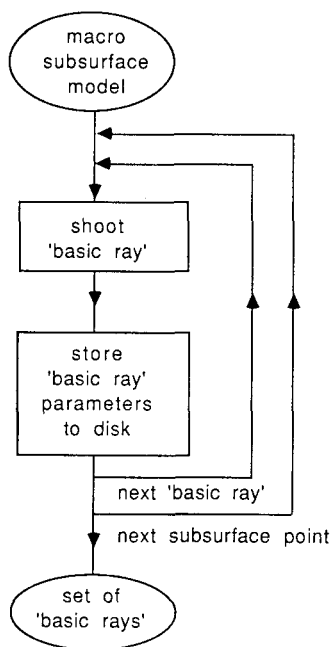 macro
subsurface
model
shoot
'basic ray'
store
'basic ray'
parameters
to disk
next 'basic ray'
next subsurface point
set of
'basic rays'